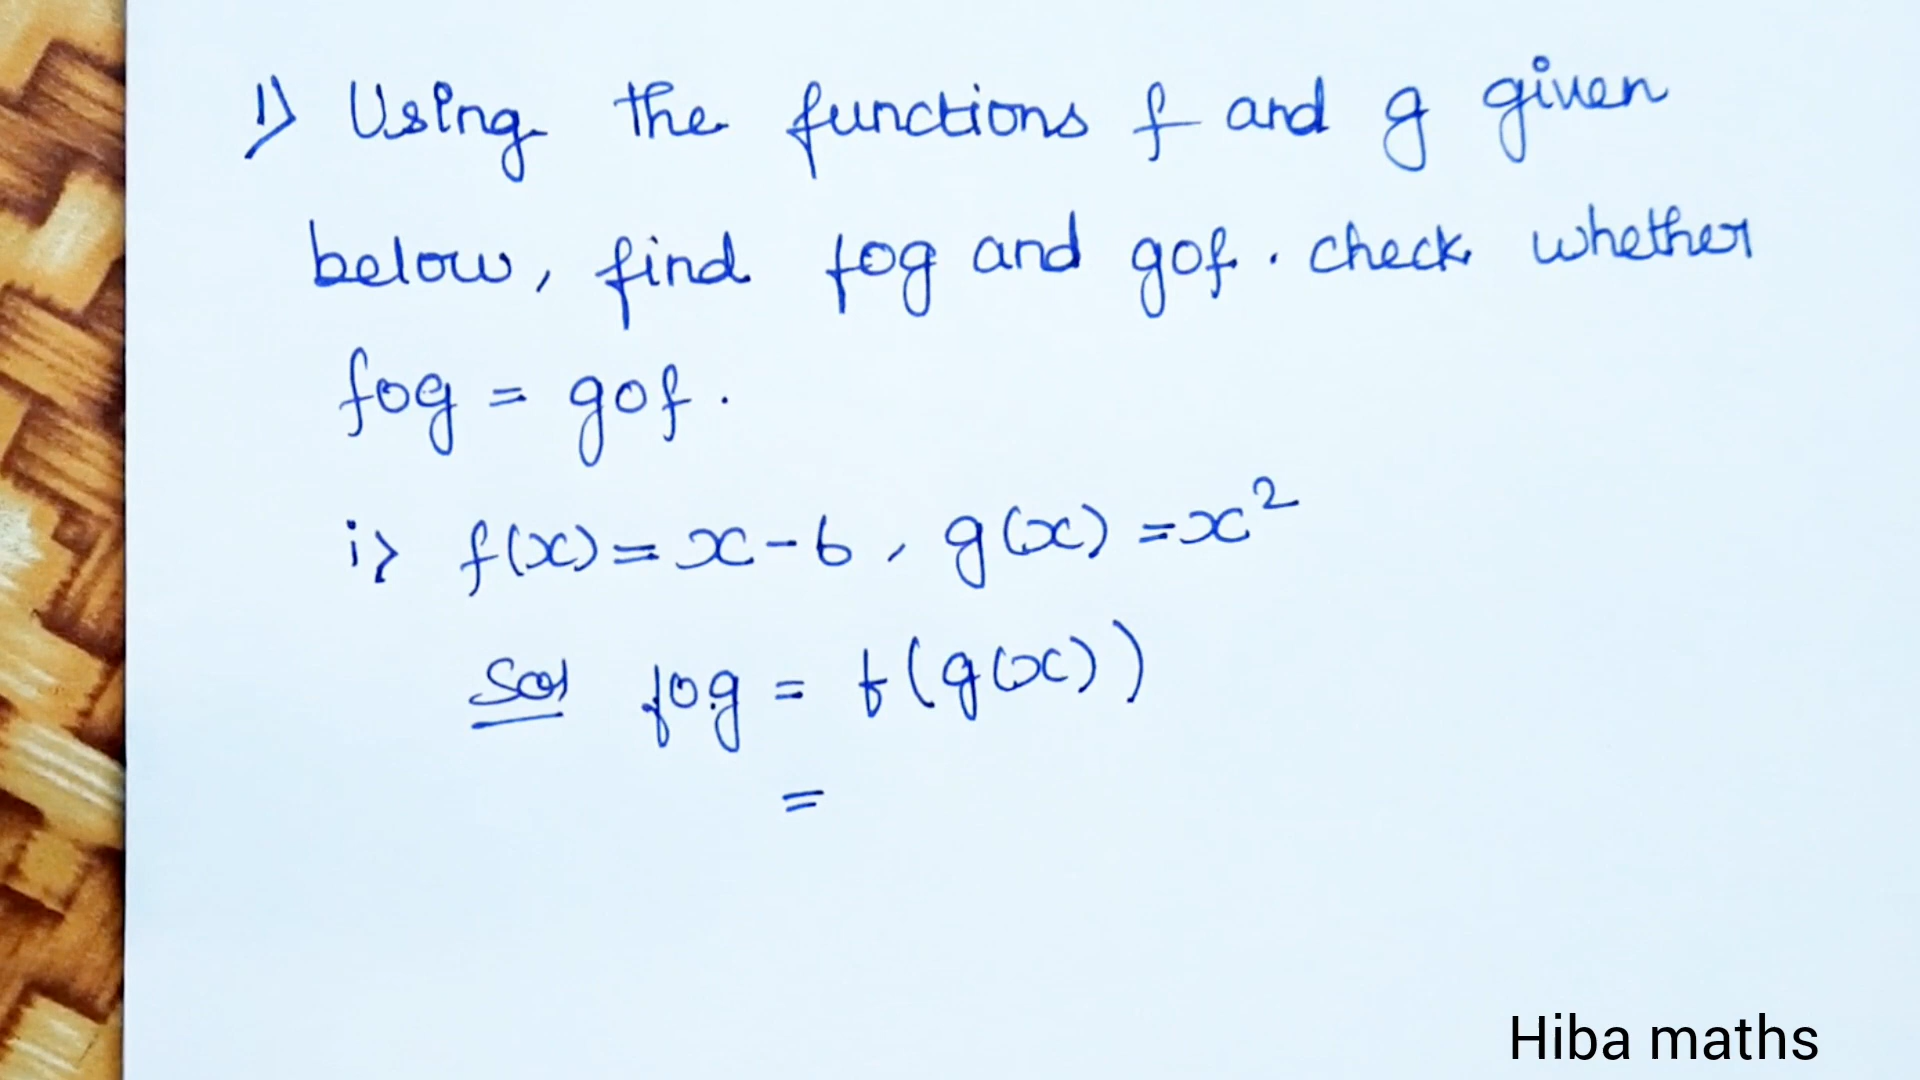 1) Using the functions f and g given
below, find fog and gof. check whether
fog = gof.
i) f(x) = x - 6, g(x) = x²
Sol fog = f(g(x))
=
Hiba maths